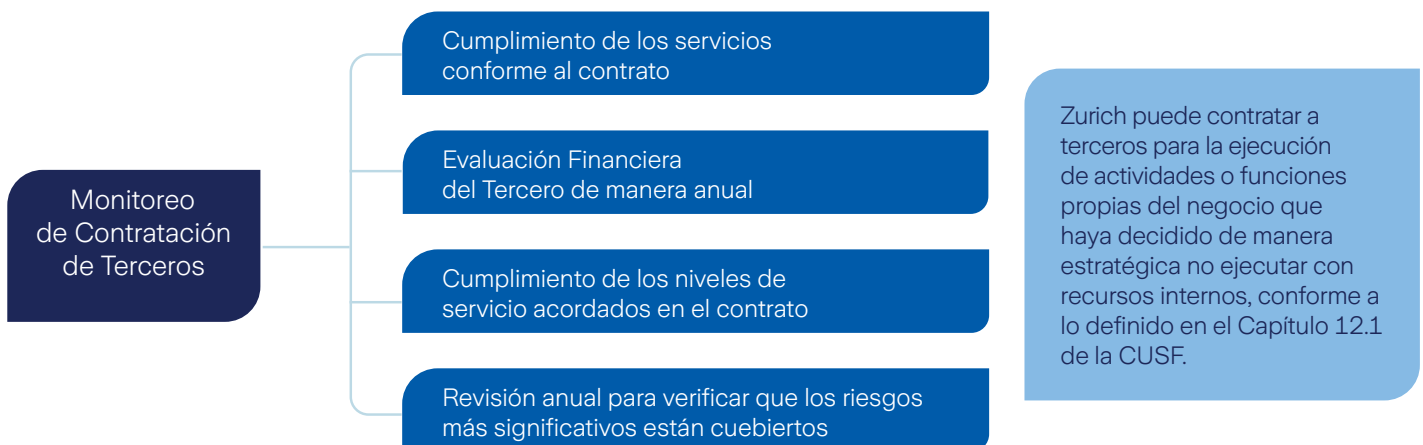 Monitoreo
de Contratación
de Terceros
Cumplimiento de los servicios
conforme al contrato
Evaluación Financiera
del Tercero de manera anual
Cumplimiento de los niveles de
servicio acordados en el contrato
Revisión anual para verificar que los riesgos
más significativos están cuebiertos
Zurich puede contratar a
terceros para la ejecución
de actividades o funciones
propias del negocio que
haya decidido de manera
estratégica no ejecutar con
recursos internos, conforme a
lo definido en el Capítulo 12.1
de la CUSF.